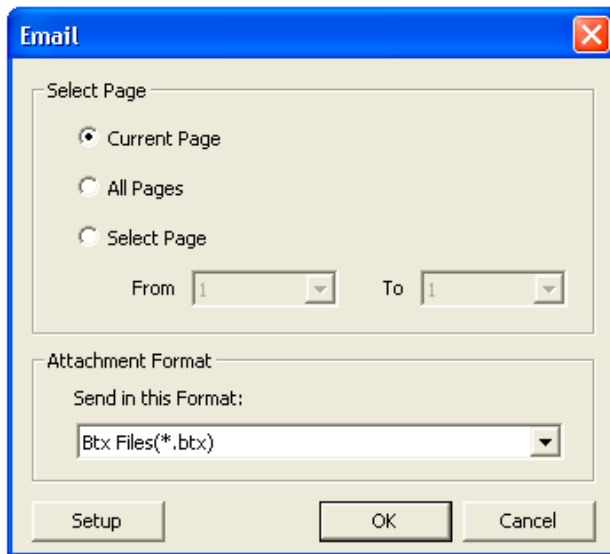 Email
Select Page
Current Page
All Pages
Select Page
From 1 To 1
Attachment Format
Send in this Format:
Btx Files(*.btx)
Setup OK Cancel